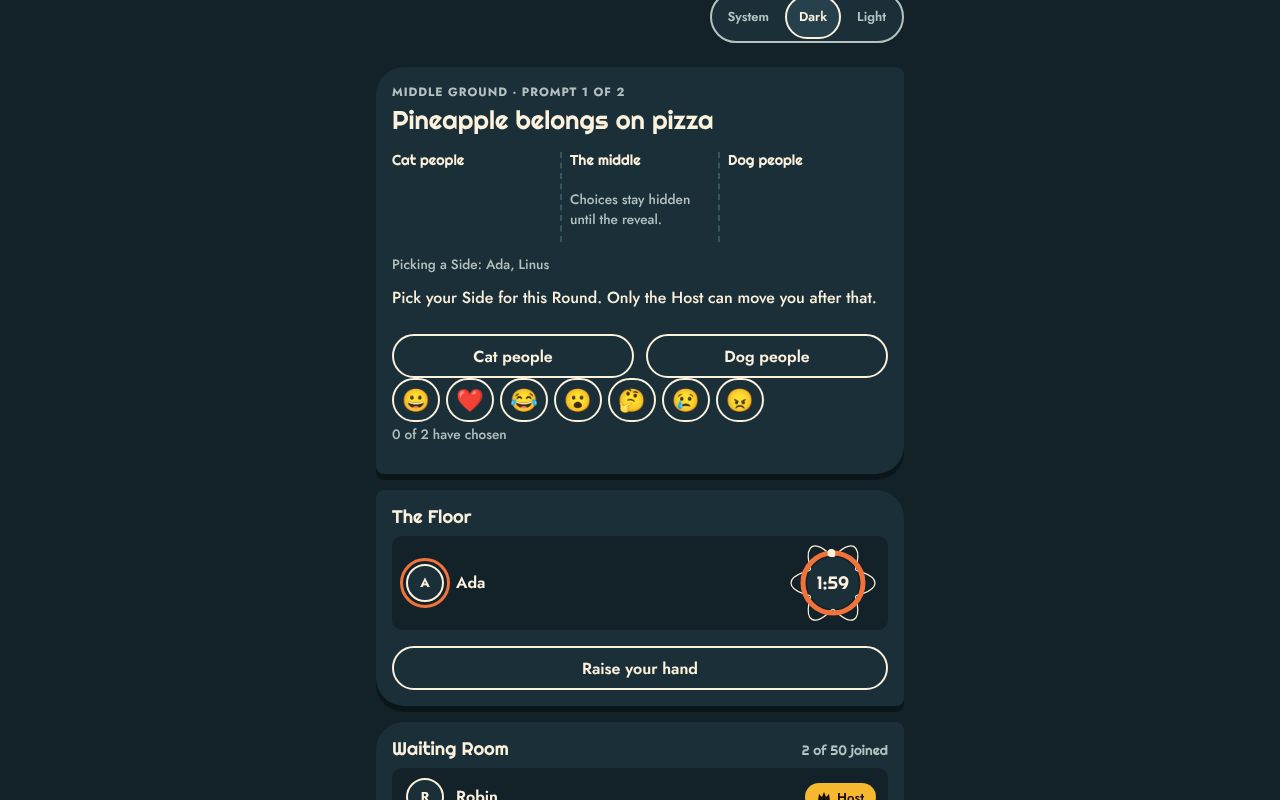 System Dark Light
MIDDLE GROUND · PROMPT 1 OF 2
Pineapple belongs on pizza
Cat people The middle Dog people
Choices stay hidden
until the reveal.
Picking a Side: Ada, Linus
Pick your Side for this Round. Only the Host can move you after that.
Cat people Dog people
0 of 2 have chosen
The Floor
A Ada 1:59
Raise your hand
Waiting Room 2 of 50 joined
R Robin Host